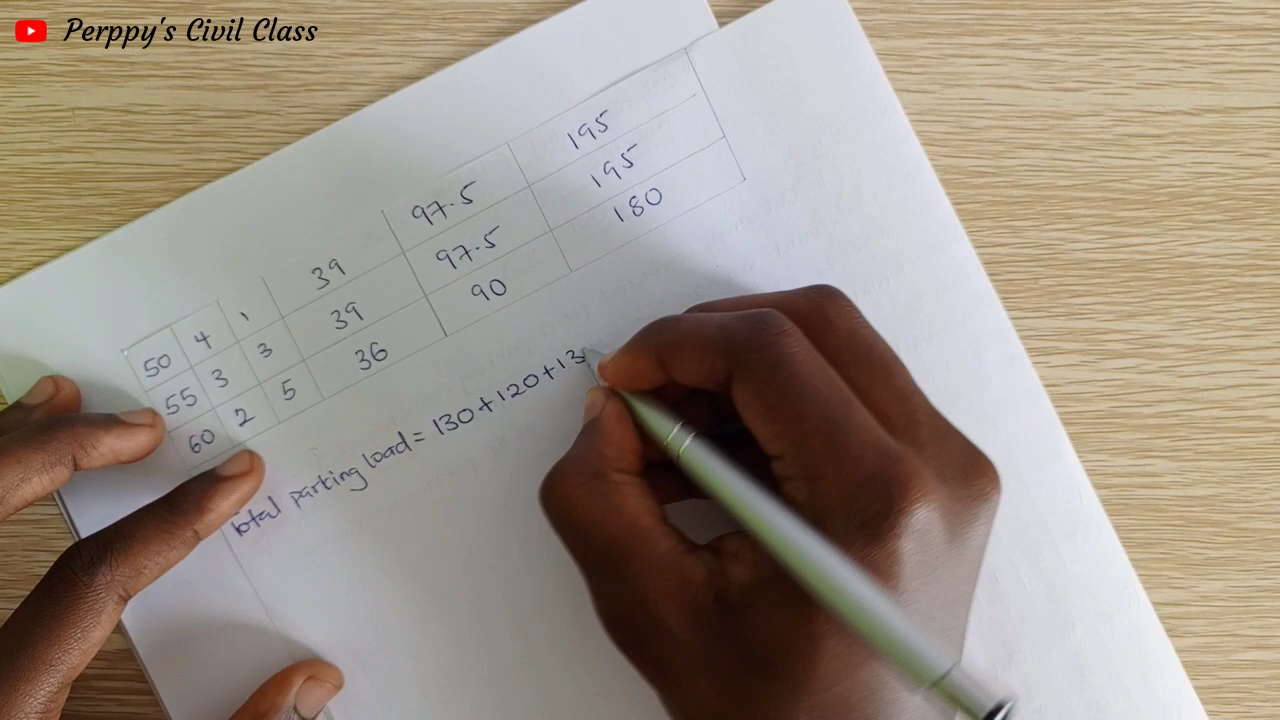 Perppy's Civil Class
50 4 1 39 97.5 195
55 3 3 39 97.5 195
60 2 5 36 90 180
Total parking load = 130 + 120 + 13